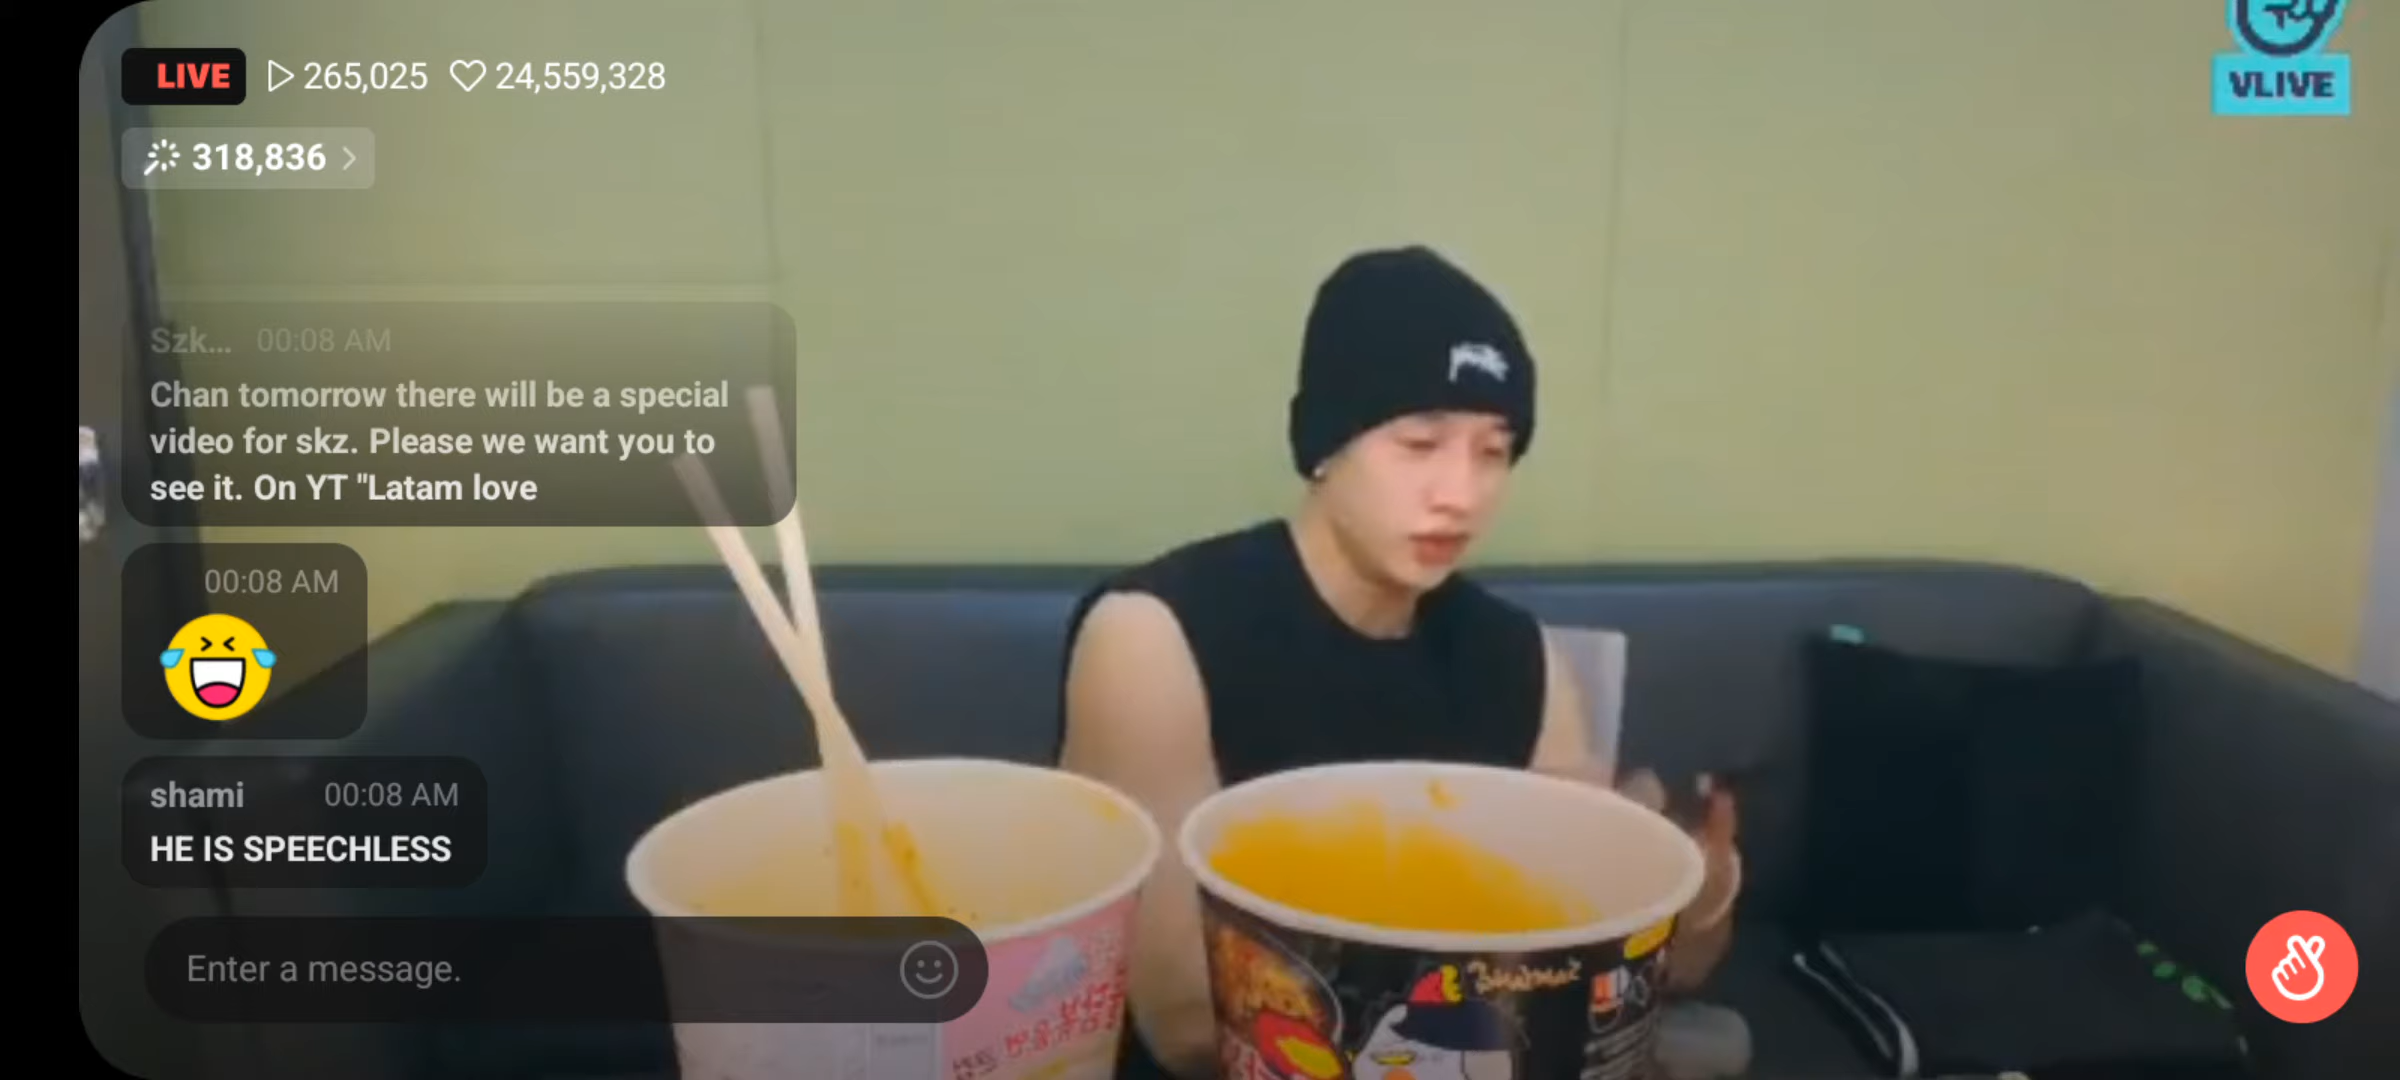 LIVE 265,025 24,559,328
318,836
VLIVE
Szk... 00:08 AM
Chan tomorrow there will be a special
video for skz. Please we want you to
see it. On YT "Latam love
00:08 AM
shami 00:08 AM
HE IS SPEECHLESS
Enter a message.